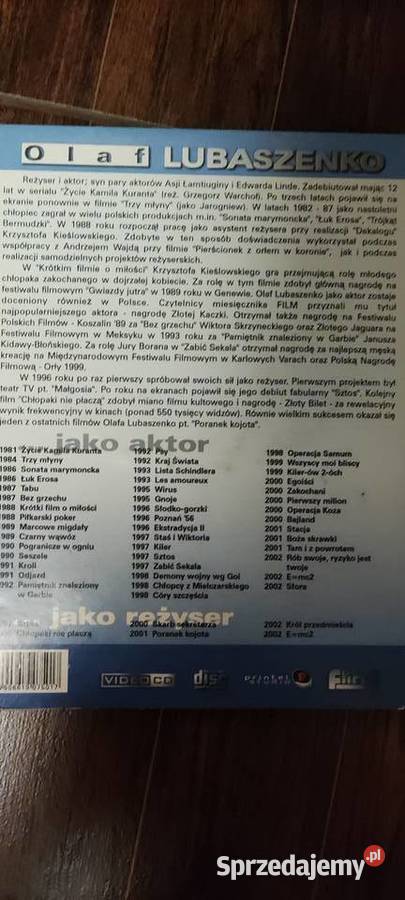 Olaf LUBASZENKO
Reżyser i aktor; syn pary aktorów Asji Łamtiuginy i Edwarda Linde. Zadebiutował mając 12
lat w serialu "Życie Kamila Kuranta" (reż. Grzegorz Warchoł). Po trzech latach pojawił się na
ekranie ponownie w filmie "Trzy młyny" (jako Jarogniew). W latach 1982 - 87 jako nastoletni
chłopiec zagrał w wielu polskich produkcjach m.in. "Sonata marymoncka", "Łuk Erosa", "Trójkąt
Bermudzki". W 1988 roku rozpoczął pracę jako asystent reżysera przy realizacji "Dekalogu"
Krzysztofa Kieślowskiego. Zdobyte w ten sposób doświadczenia wykorzystał podczas
współpracy z Andrzejem Wajdą przy filmie "Pierścionek z orłem w koronie", jak i podczas
realizacji samodzielnych projektów reżyserskich.
W "Krótkim filmie o miłości" Krzysztofa Kieślowskiego gra przejmującą rolę młodego
chłopaka zakochanego w dojrzałej kobiecie. Za rolę w tym filmie zdobył główną nagrodę na
festiwalu filmowym "Gwiazdy jutra" w 1989 roku w Genewie. Olaf Lubaszenko jako aktor zostaje
doceniony również w Polsce. Czytelnicy miesięcznika FILM przyznali mu tytuł
najpopularniejszego aktora - nagrodę Złotej Kaczki. Otrzymał także nagrodę na Festiwalu
Polskich Filmów - Koszalin '89 za "Bez grzechu" Wiktora Skrzyneckiego oraz Złotego Jaguara na
Festiwalu Filmowym w Meksyku w 1993 roku za "Pamiętnik znaleziony w Garbie" Janusza
Kidawy-Błońskiego. Za rolę Jury Borana w "Zabić Sekala" otrzymał nagrodę za najlepszą męską
kreację na Międzynarodowym Festiwalu Filmowym w Karlovych Varach oraz Polską Nagrodę
Filmową - Orły 1999.
W 1996 roku po raz pierwszy spróbował swoich sił jako reżyser. Pierwszym projektem był
teatr TV pt. "Małgosia". Po roku na ekranach pojawił się jego debiut fabularny "Sztos". Kolejny
film "Chłopaki nie płaczą" zdobył miano filmu kultowego i nagrodę - Złoty Bilet - za rewelacyjny
wynik frekwencyjny w kinach (ponad 550 tysięcy widzów). Równie wielkim sukcesem okazał się
jeden z ostatnich filmów Olafa Lubaszenko pt. "Poranek kojota".
jako aktor
1981 Życie Kamila Kuranta
1984 Trzy młyny
1986 Sonata marymoncka
1986 Łuk Erosa
1987 Tabu
1987 Bez grzechu
1988 Krótki film o miłości
1988 Piłkarski poker
1989 Marcowe migdały
1989 Czarny wąwóz
1990 Pogranicze w ogniu
1990 Seszele
1991 Kroll
1991 Odjazd
1992 Pamiętnik znaleziony
w Garbie
1992 Psy
1992 Kraj Świata
1993 Lista Schindlera
1993 Les amoureux
1995 Wirus
1995 Gnoje
1996 Słodko-gorzki
1996 Poznań '56
1996 Ekstradycja II
1997 Staś i Wiktoria
1997 Kiler
1997 Sztos
1997 Zabić Sekala
1998 Demony wojny wg Goi
1998 Chłopcy z Mielczarskiego
1998 Góry szczęścia
1998 Operacja Samum
1999 Wszyscy moi bliscy
1999 Kiler-ów 2-óch
2000 Egoiści
2000 Zakochani
2000 Pierwszy milion
2000 Operacja Koza
2000 Bajland
2001 Stacja
2001 Boże skrawki
2001 Tam i z powrotem
2002 Rób swoje, ryzyko jest
twoje
2002 E=mc2
2002 Sfora
jako reżyser
Chłopaki nie płaczą
2000 Skarb sekretarza
2001 Poranek kojota
2002 Król przedmieścia
2002 E=mc2
VIDEO CD
disc
Sprzedajemy.pl